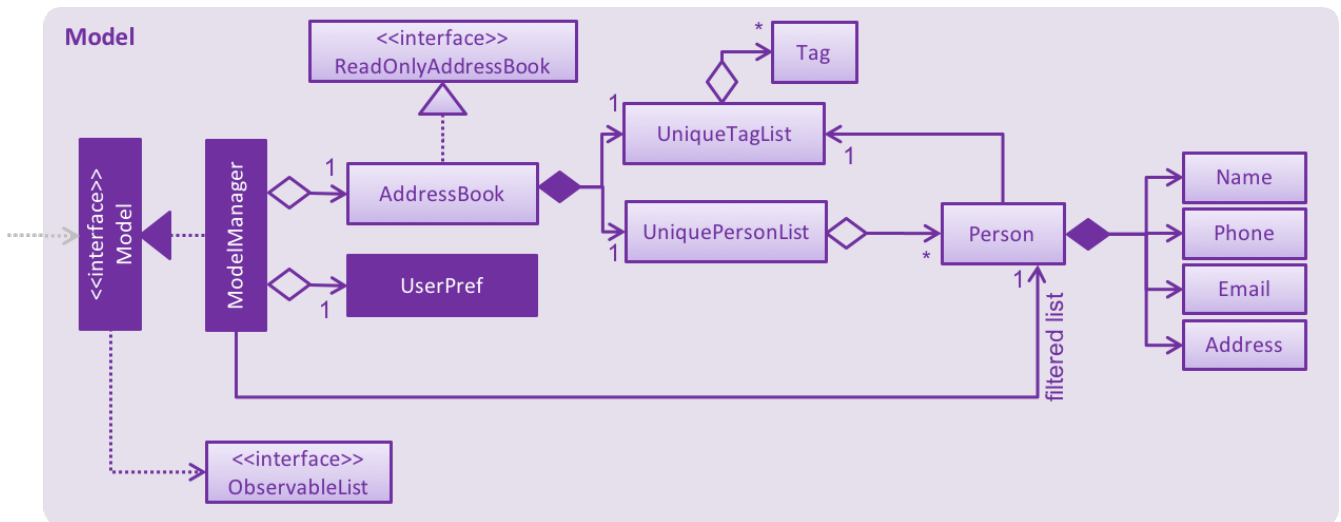 Model
<<interface>>
ReadOnlyAddressBook
*
Tag
1
UniqueTagList
1
<<interface>>
Model
ModelManager
1
AddressBook
Name
UniquePersonList
1
Person
*
1
Phone
UserPref
1
Email
Address
filtered list
<<interface>>
ObservableList